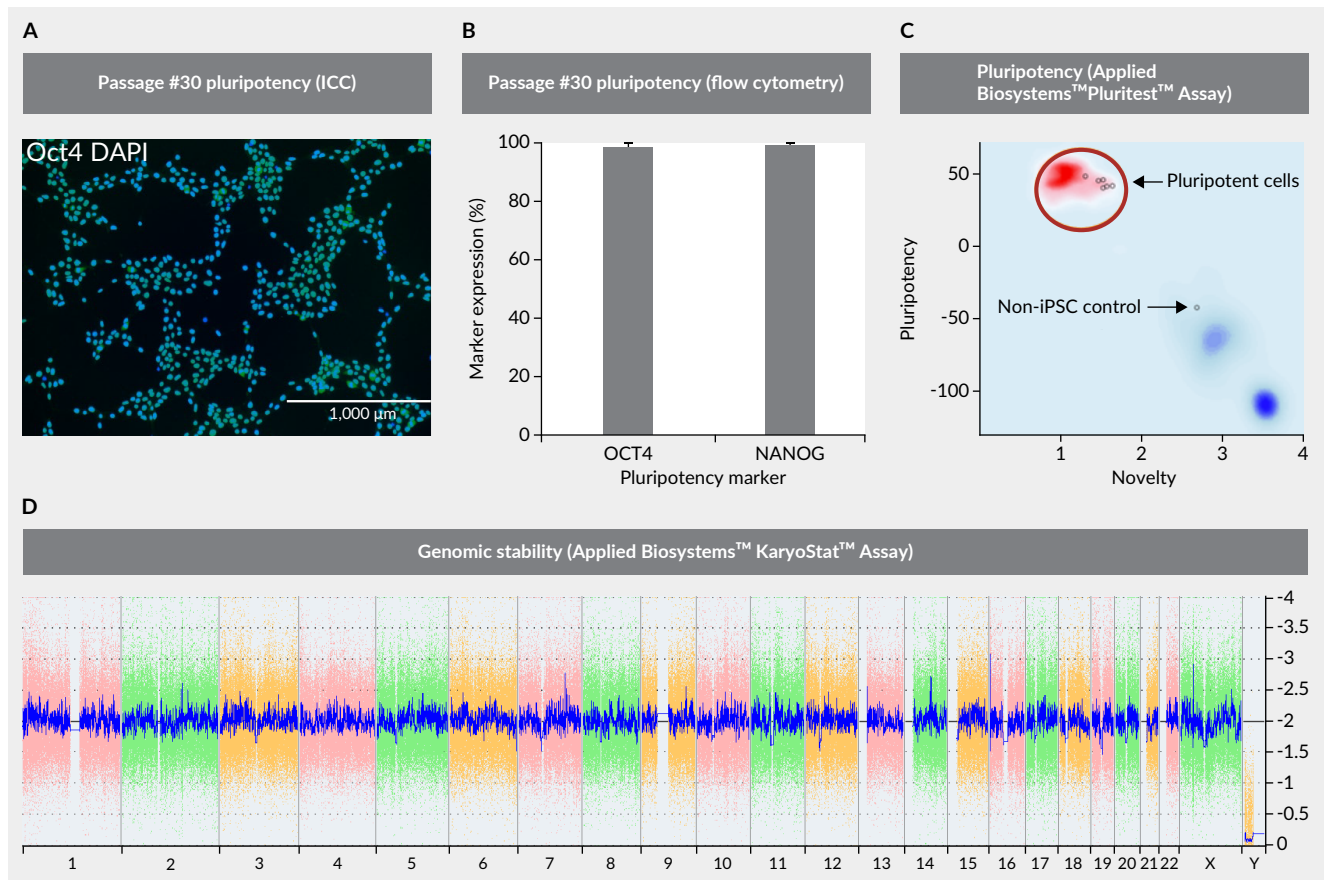 A
Passage #30 pluripotency (ICC)
Oct4 DAPI
1,000 µm
B
Passage #30 pluripotency (flow cytometry)
Marker expression (%)
100
80
60
40
20
0
OCT4 NANOG
Pluripotency marker
C
Pluripotency (Applied
Biosystems™Pluritest™ Assay)
Pluripotency
50
0
-50
-100
Pluripotent cells
Non-iPSC control
1 2 3 4
Novelty
D
Genomic stability (Applied Biosystems™ KaryoStat™ Assay)
4
3.5
3
2.5
2
1.5
1
0.5
0
1 2 3 4 5 6 7 8 9 10 11 12 13 14 15 16 17 18 19 20 21 22 X Y